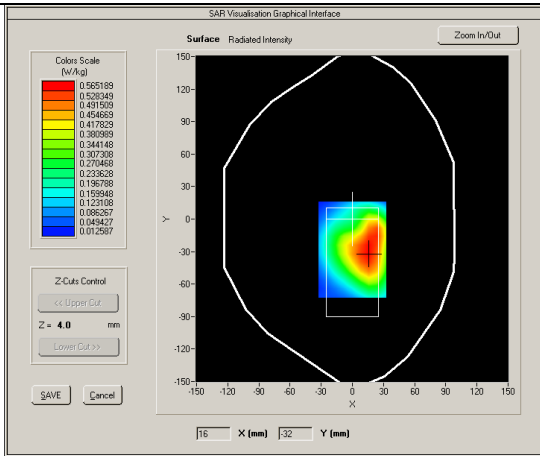 SAR Visualisation Graphical Interface
Surface Radiated Intensity
Zoom In/Out
Colors Scale
(W/kg)
0.565189
0.528349
0.491509
0.454669
0.417829
0.380989
0.344148
0.307308
0.270468
0.233628
0.196788
0.159948
0.123108
0.086267
0.049427
0.012587
Z-Cuts Control
<< Upper Cut
Z = 4.0 mm
Lower Cut >>
SAVE
Cancel
Y
150
120
90
60
30
0
-30
-60
-90
-120
-150
-150 -120 -90 -60 -30 0 30 60 90 120 150
X
16 X (mm) -32 Y (mm)